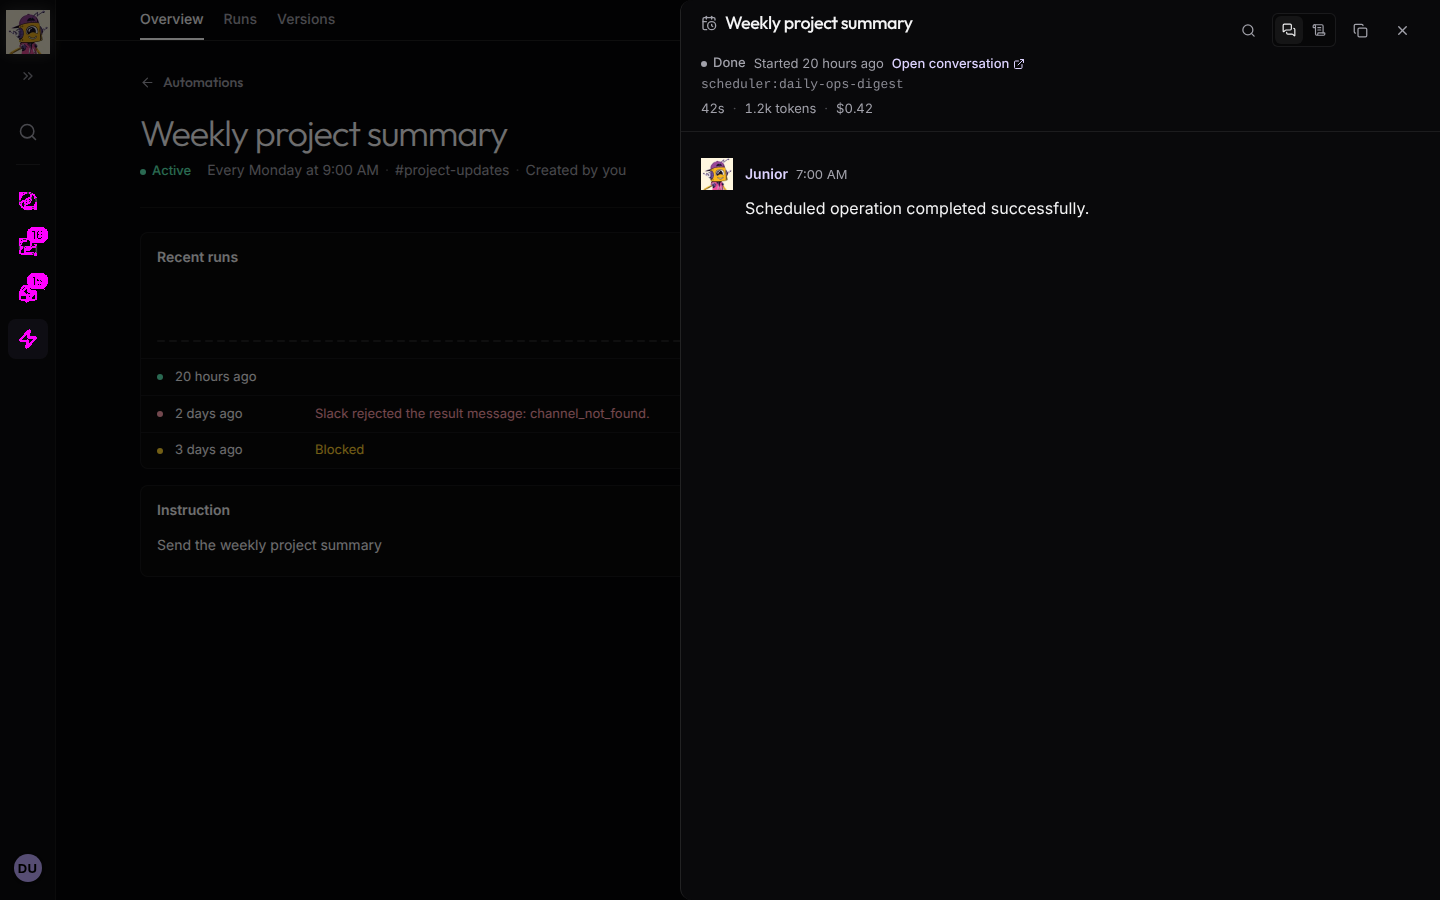 Overview Runs Versions
Automations
Weekly project summary
Active Every Monday at 9:00 AM · #project-updates · Created by you
Recent runs
20 hours ago
2 days ago Slack rejected the result message: channel_not_found.
3 days ago Blocked
Instruction
Send the weekly project summary
DU
Weekly project summary
Done Started 20 hours ago Open conversation
scheduler:daily-ops-digest
42s · 1.2k tokens · $0.42
Junior 7:00 AM
Scheduled operation completed successfully.